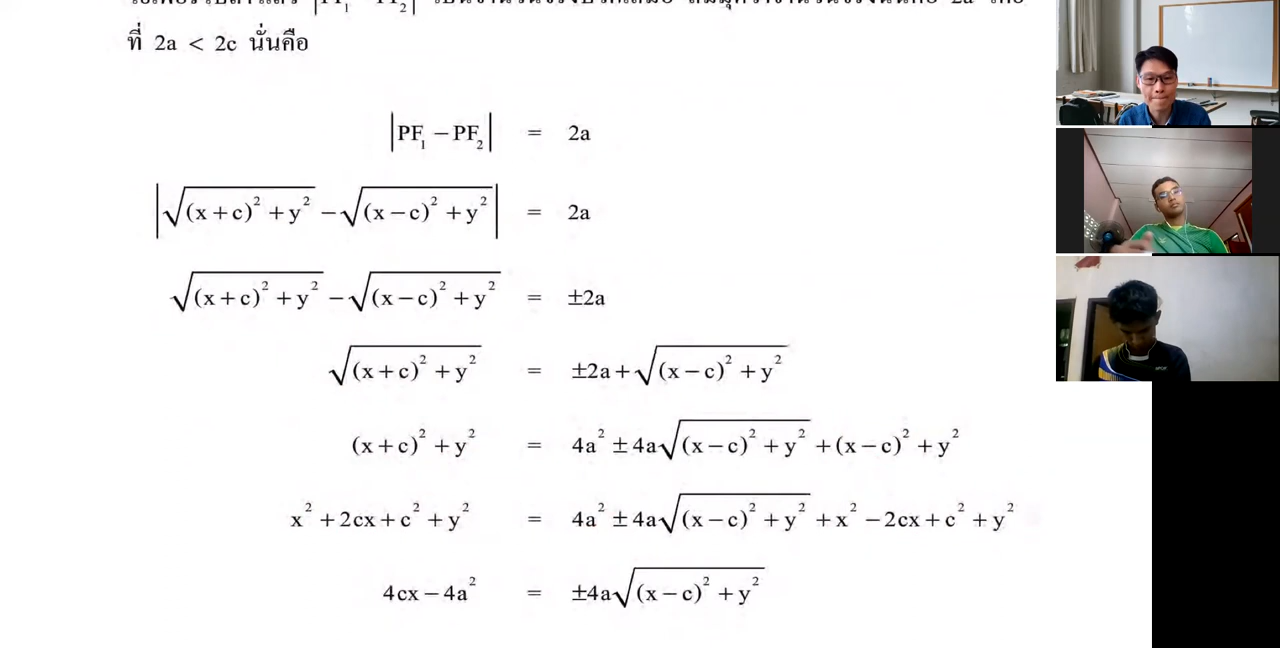 |PF₁ − PF₂|
ที่ 2a < 2c นั่นคือ
|PF₁ − PF₂| = 2a
|√((x+c)² + y²) − √((x−c)² + y²)| = 2a
√((x+c)² + y²) − √((x−c)² + y²) = ±2a
√((x+c)² + y²) = ±2a + √((x−c)² + y²)
(x+c)² + y² = 4a² ± 4a√((x−c)² + y²) + (x−c)² + y²
x² + 2cx + c² + y² = 4a² ± 4a√((x−c)² + y²) + x² − 2cx + c² + y²
4cx − 4a² = ±4a√((x−c)² + y²)